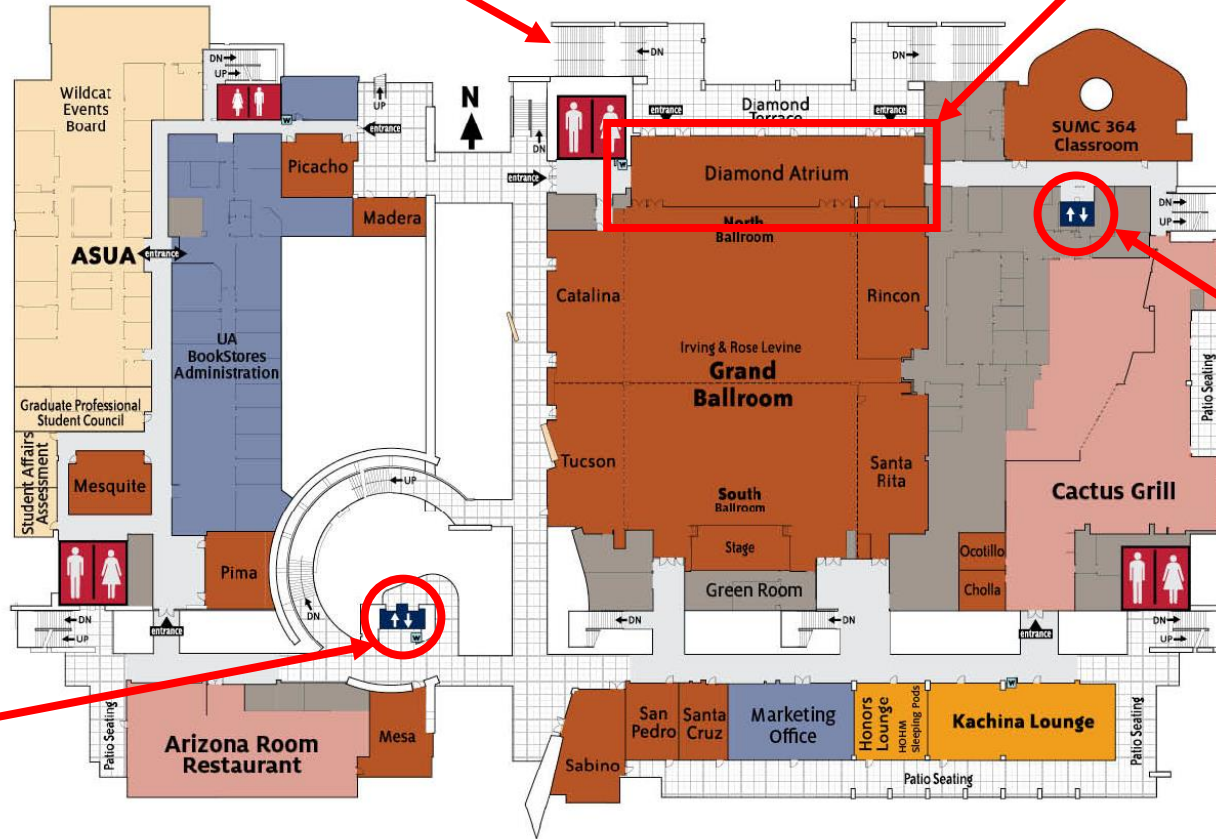 DN
UP
Wildcat
Events
Board
UP
entrance
Picacho
Madera
ASUA
entrance
UA
BookStores
Administration
Graduate Professional
Student Council
Student Affairs
Assessment
Mesquite
Pima
UP
DN
DN
UP
entrance
W
Patio Seating
Arizona Room
Restaurant
Mesa
N
DN
DN
DN
entrance
W
W
entrance
Diamond
Terrace
entrance
Diamond Atrium
North
Ballroom
Catalina
Rincon
Irving & Rose Levine
Grand
Ballroom
Tucson
Santa
Rita
South
Ballroom
Stage
Green Room
SUMC 364
Classroom
DN
UP
Patio Seating
Cactus Grill
Ocotillo
Cholla
DN
DN
entrance
DN
UP
Sabino
San
Pedro
Santa
Cruz
Marketing
Office
Honors
Lounge
HOHM
Sleeping Pods
W
Kachina Lounge
Patio Seating
Patio Seating